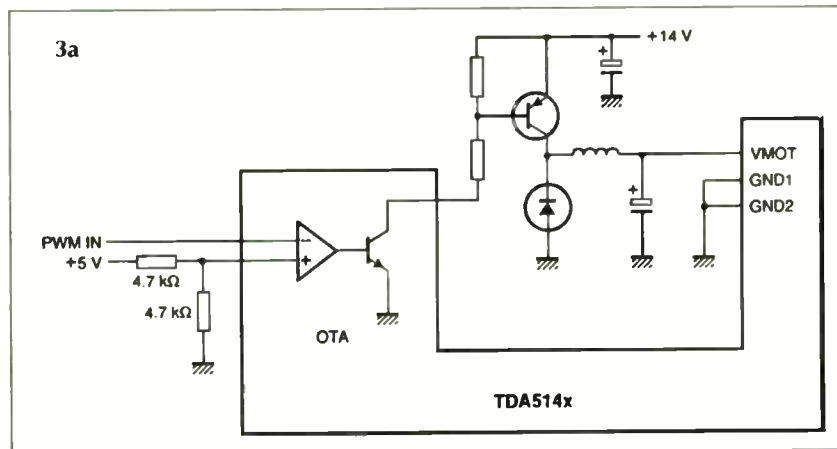 3a
+14 V
VMOT
GND1
GND2
PWM IN
+5 V
4.7 kΩ
4.7 kΩ
−
+
OTA
TDA514x
+
+